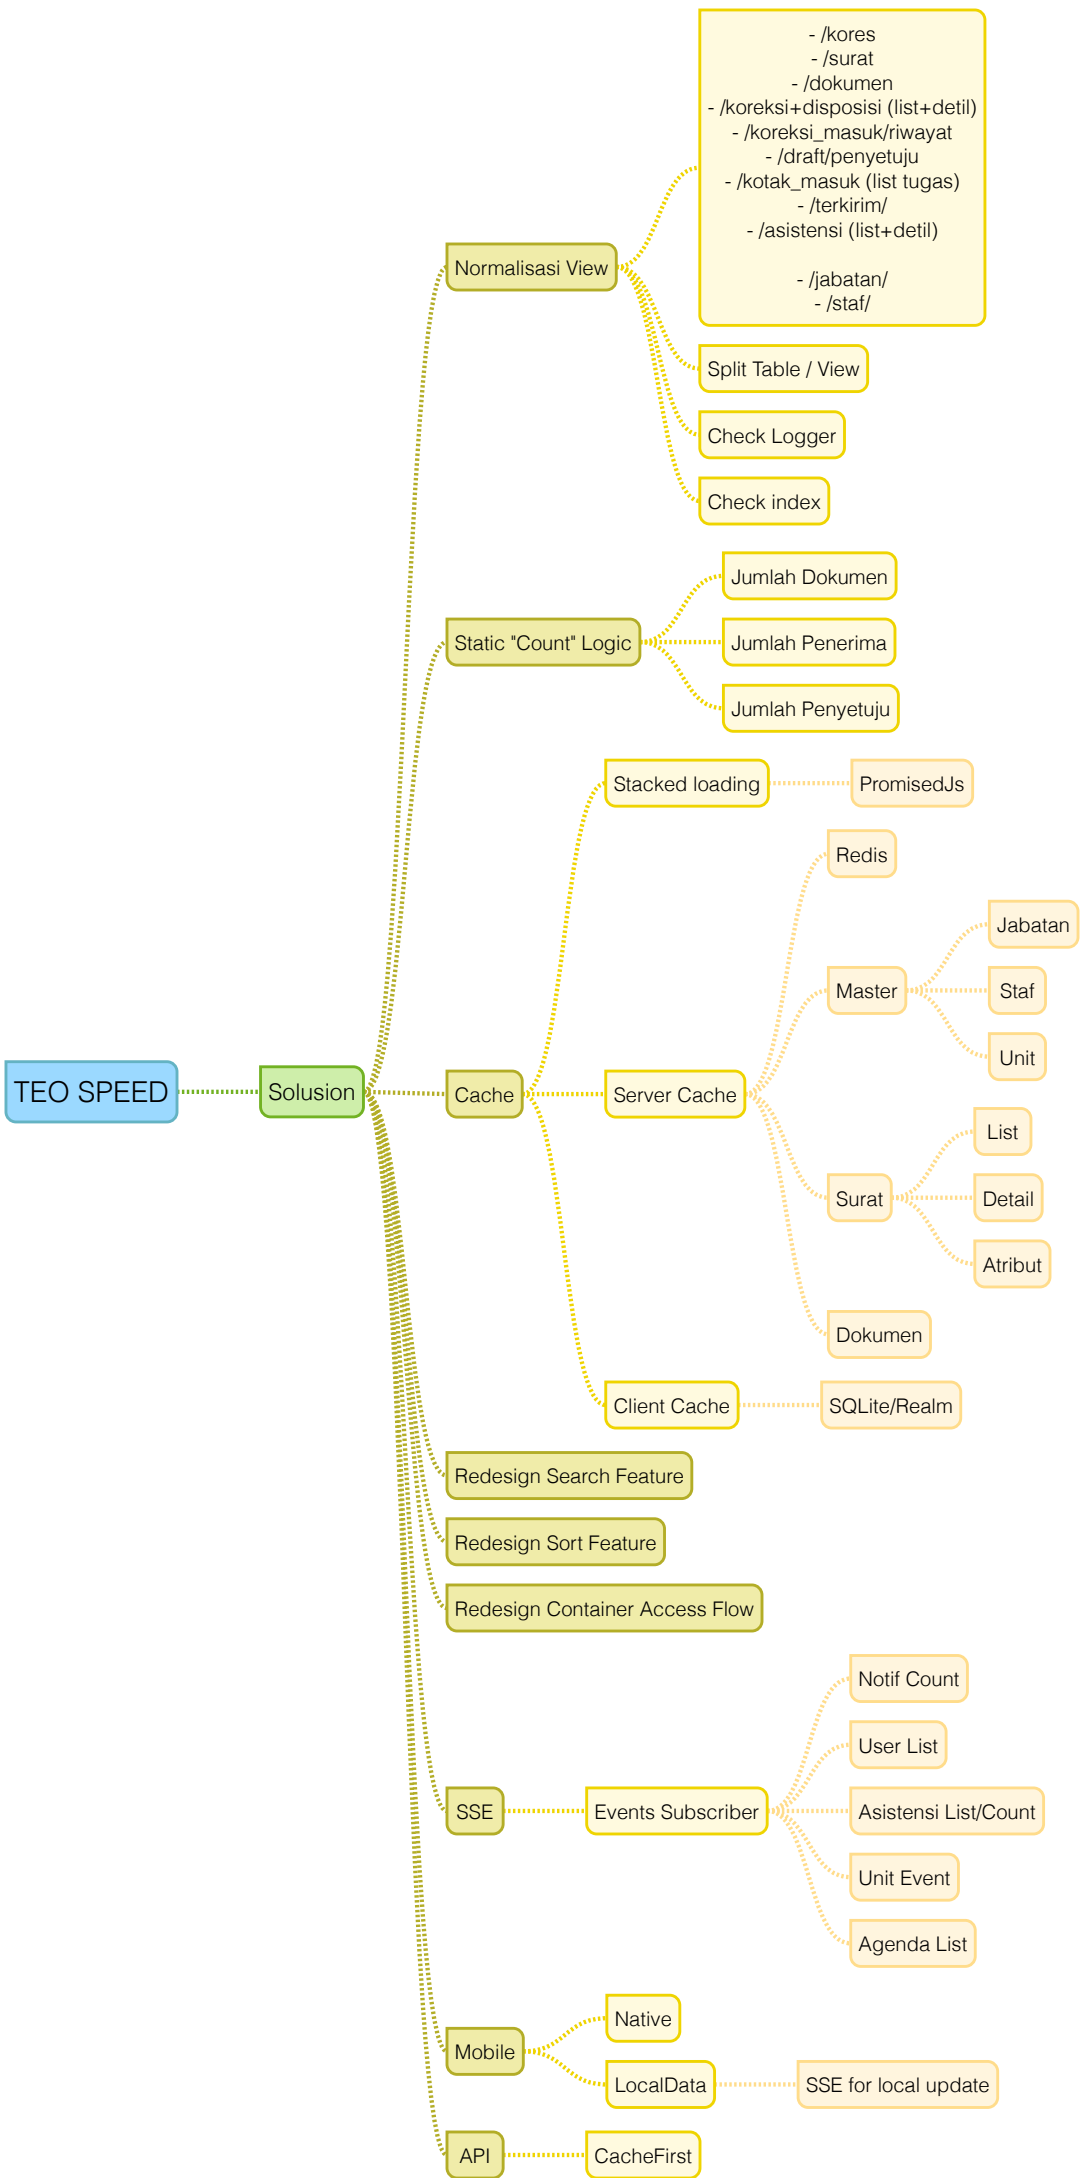 - /kores
- /surat
- /dokumen
- /koreksi+disposisi (list+detil)
- /koreksi_masuk/riwayat
- /draft/penyetuju
- /kotak_masuk (list tugas)
- /terkirim/
- /asistensi (list+detil)
- /jabatan/
- /staf/
Normalisasi View
Split Table / View
Check Logger
Check index
Jumlah Dokumen
Static "Count" Logic
Jumlah Penerima
Jumlah Penyetuju
Stacked loading
PromisedJs
Redis
Jabatan
Master
Staf
Unit
TEO SPEED
Solusion
Cache
Server Cache
List
Surat
Detail
Atribut
Dokumen
Client Cache
SQLite/Realm
Redesign Search Feature
Redesign Sort Feature
Redesign Container Access Flow
Notif Count
User List
SSE
Events Subscriber
Asistensi List/Count
Unit Event
Agenda List
Native
Mobile
LocalData
SSE for local update
API
CacheFirst